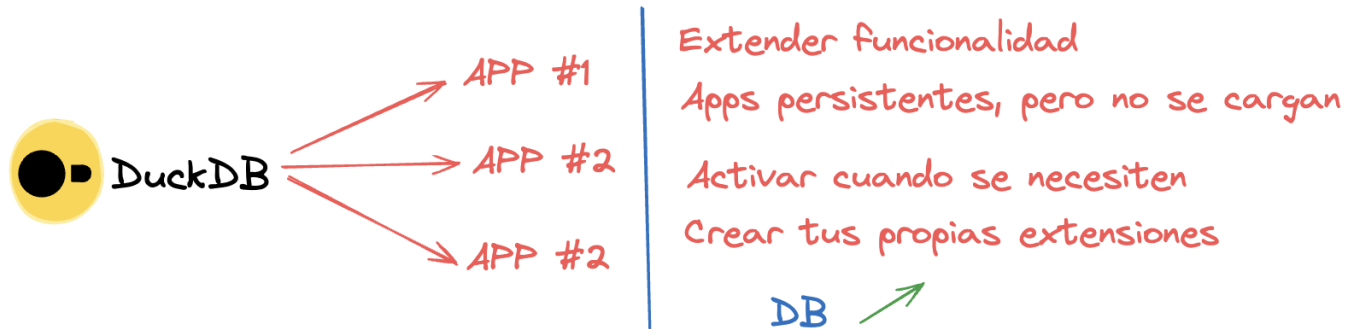 DuckDB
APP #1
APP #2
APP #2
Extender funcionalidad
Apps persistentes, pero no se cargan
Activar cuando se necesiten
Crear tus propias extensiones
DB